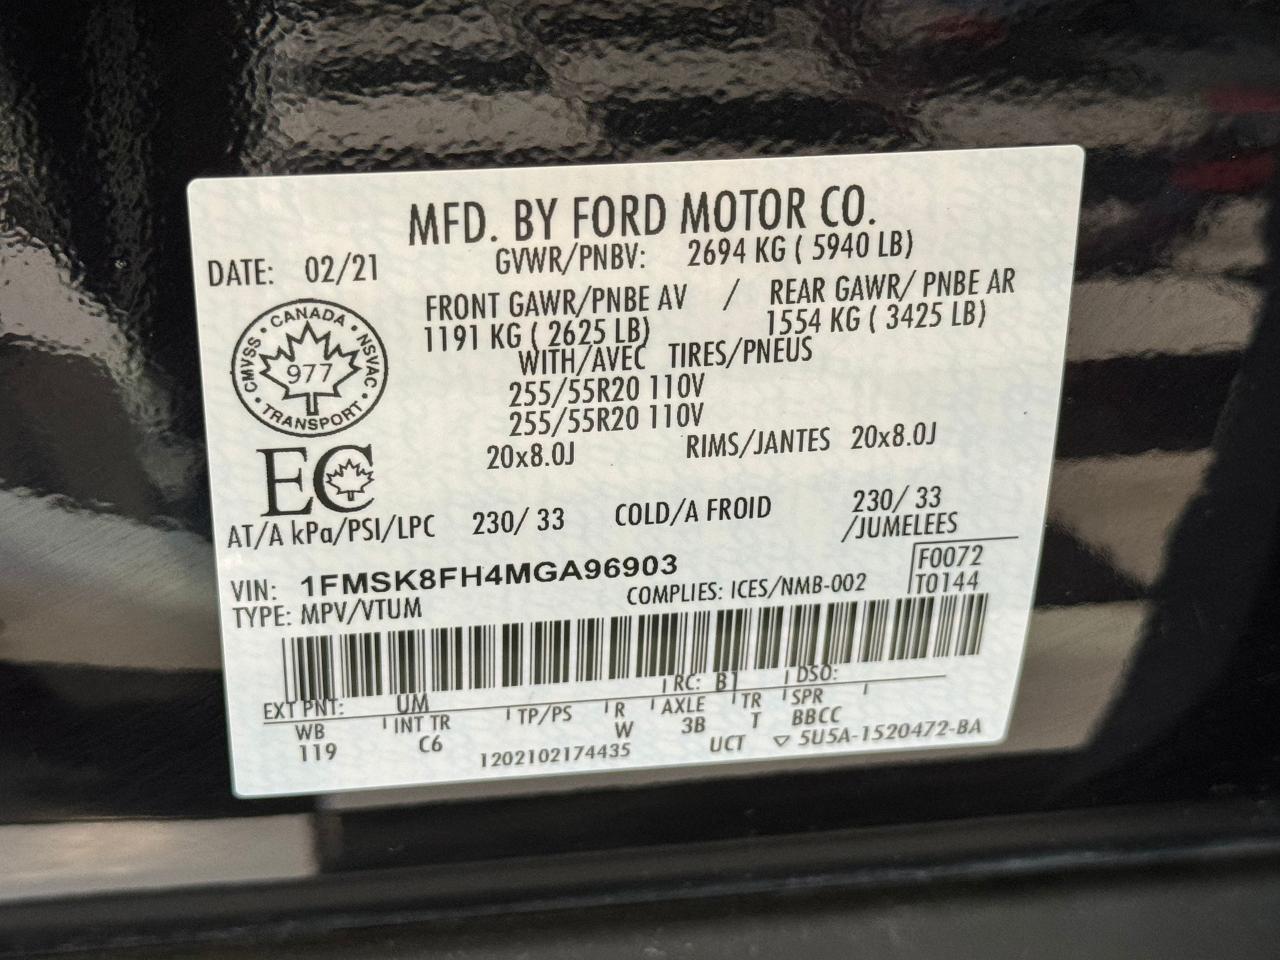 MFD. BY FORD MOTOR CO.
DATE: 02/21 GVWR/PNBV: 2694 KG ( 5940 LB)
FRONT GAWR/PNBE AV / REAR GAWR/ PNBE AR
1191 KG ( 2625 LB) 1554 KG ( 3425 LB)
WITH/AVEC TIRES/PNEUS
255/55R20 110V
255/55R20 110V
20x8.0J RIMS/JANTES 20x8.0J
CANADA
CMVSS 977 NSVAC
TRANSPORT
EC
AT/A kPa/PSI/LPC 230/ 33 COLD/A FROID 230/ 33
/JUMELEES
VIN: 1FMSK8FH4MGA96903 F0072
TYPE: MPV/VTUM COMPLIES: ICES/NMB-002 T0144
EXT PNT: UM RC: B1 DSO:
WB INT TR TP/PS R AXLE TR SPR
119 C6 W 3B T BBCC
1202102174435 UCT ▽ 5U5A-1520472-BA